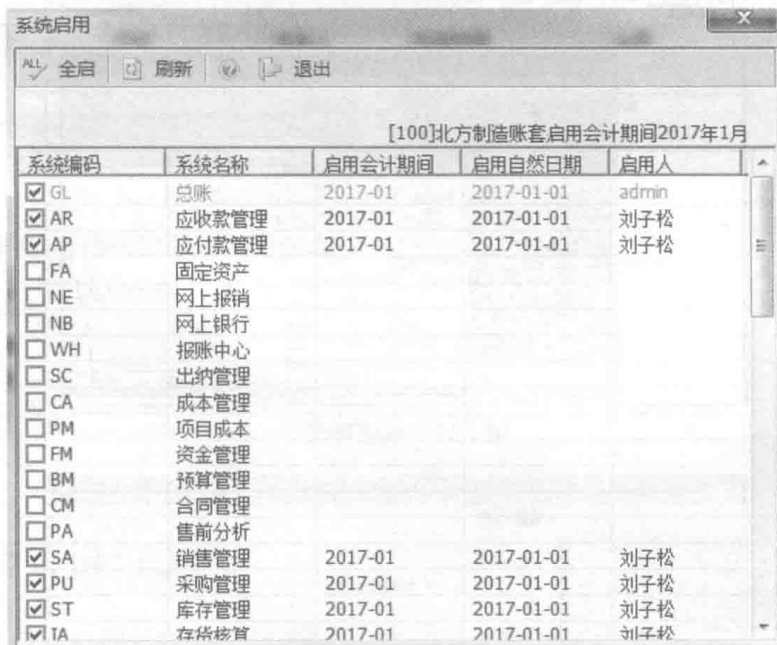 系统启用
ALL 全启 刷新 退出
[100]北方制造账套启用会计期间2017年1月
系统编码 系统名称 启用会计期间 启用自然日期 启用人
GL 总账 2017-01 2017-01-01 admin
AR 应收款管理 2017-01 2017-01-01 刘子松
AP 应付款管理 2017-01 2017-01-01 刘子松
FA 固定资产
NE 网上报销
NB 网上银行
WH 报账中心
SC 出纳管理
CA 成本管理
PM 项目成本
FM 资金管理
BM 预算管理
CM 合同管理
PA 售前分析
SA 销售管理 2017-01 2017-01-01 刘子松
PU 采购管理 2017-01 2017-01-01 刘子松
ST 库存管理 2017-01 2017-01-01 刘子松
IA 存货核算 2017-01 2017-01-01 刘子松